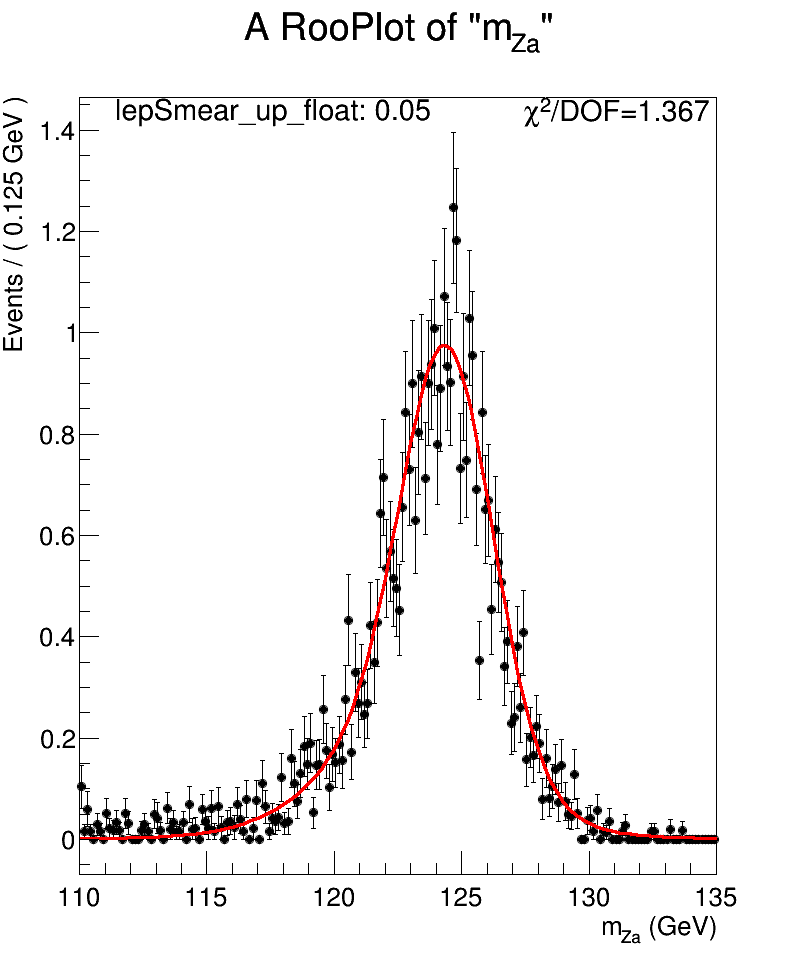 A RooPlot of "mZa"
lepSmear_up_float: 0.05
χ²/DOF=1.367
Events / ( 0.125 GeV )
1.4
1.2
1
0.8
0.6
0.4
0.2
0
110 115 120 125 130 135
mZa (GeV)